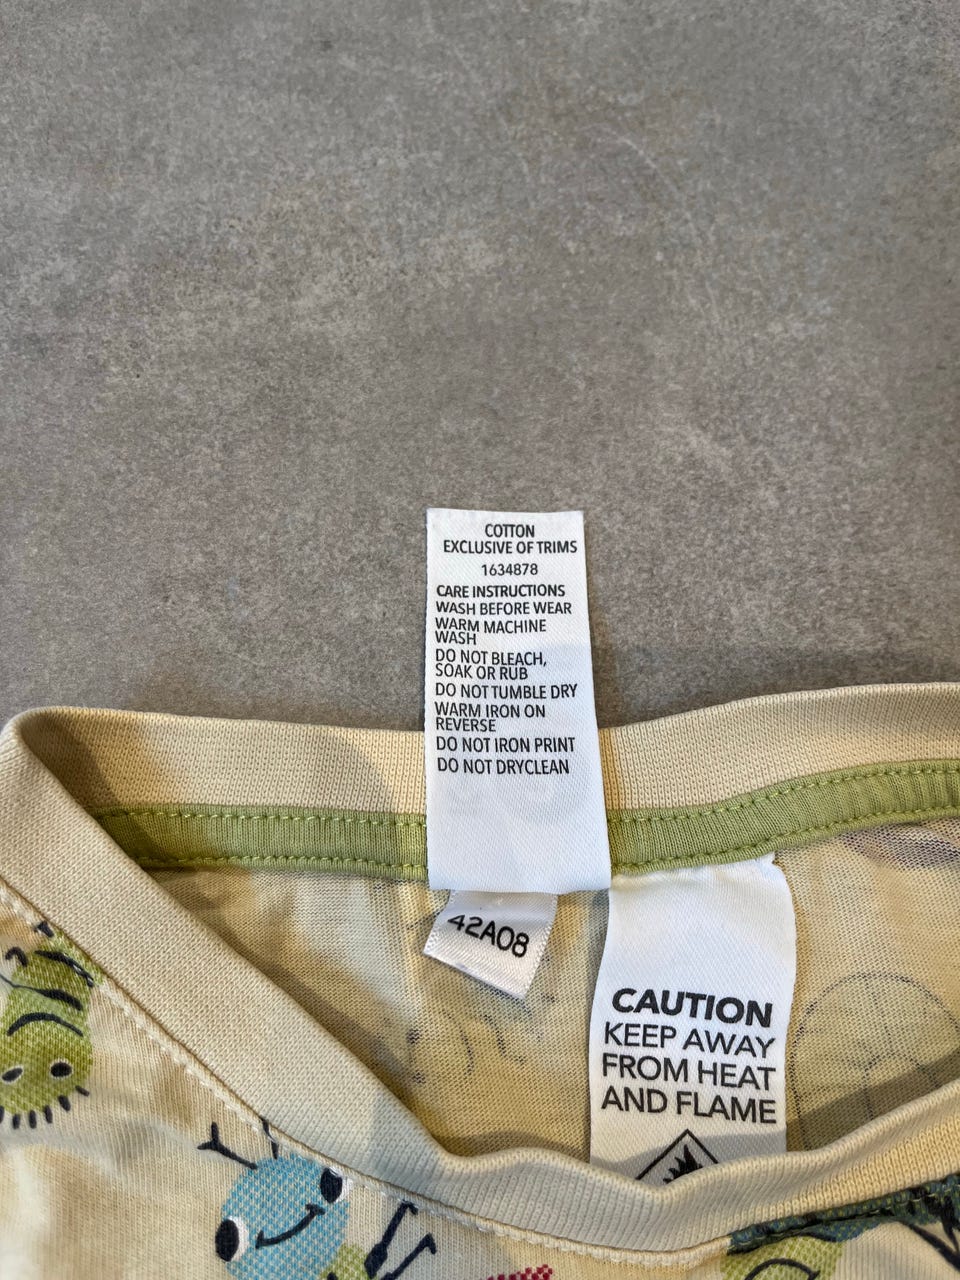 COTTON
EXCLUSIVE OF TRIMS
1634878
CARE INSTRUCTIONS
WASH BEFORE WEAR
WARM MACHINE
WASH
DO NOT BLEACH,
SOAK OR RUB
DO NOT TUMBLE DRY
WARM IRON ON
REVERSE
DO NOT IRON PRINT
DO NOT DRYCLEAN
42A08
CAUTION
KEEP AWAY
FROM HEAT
AND FLAME